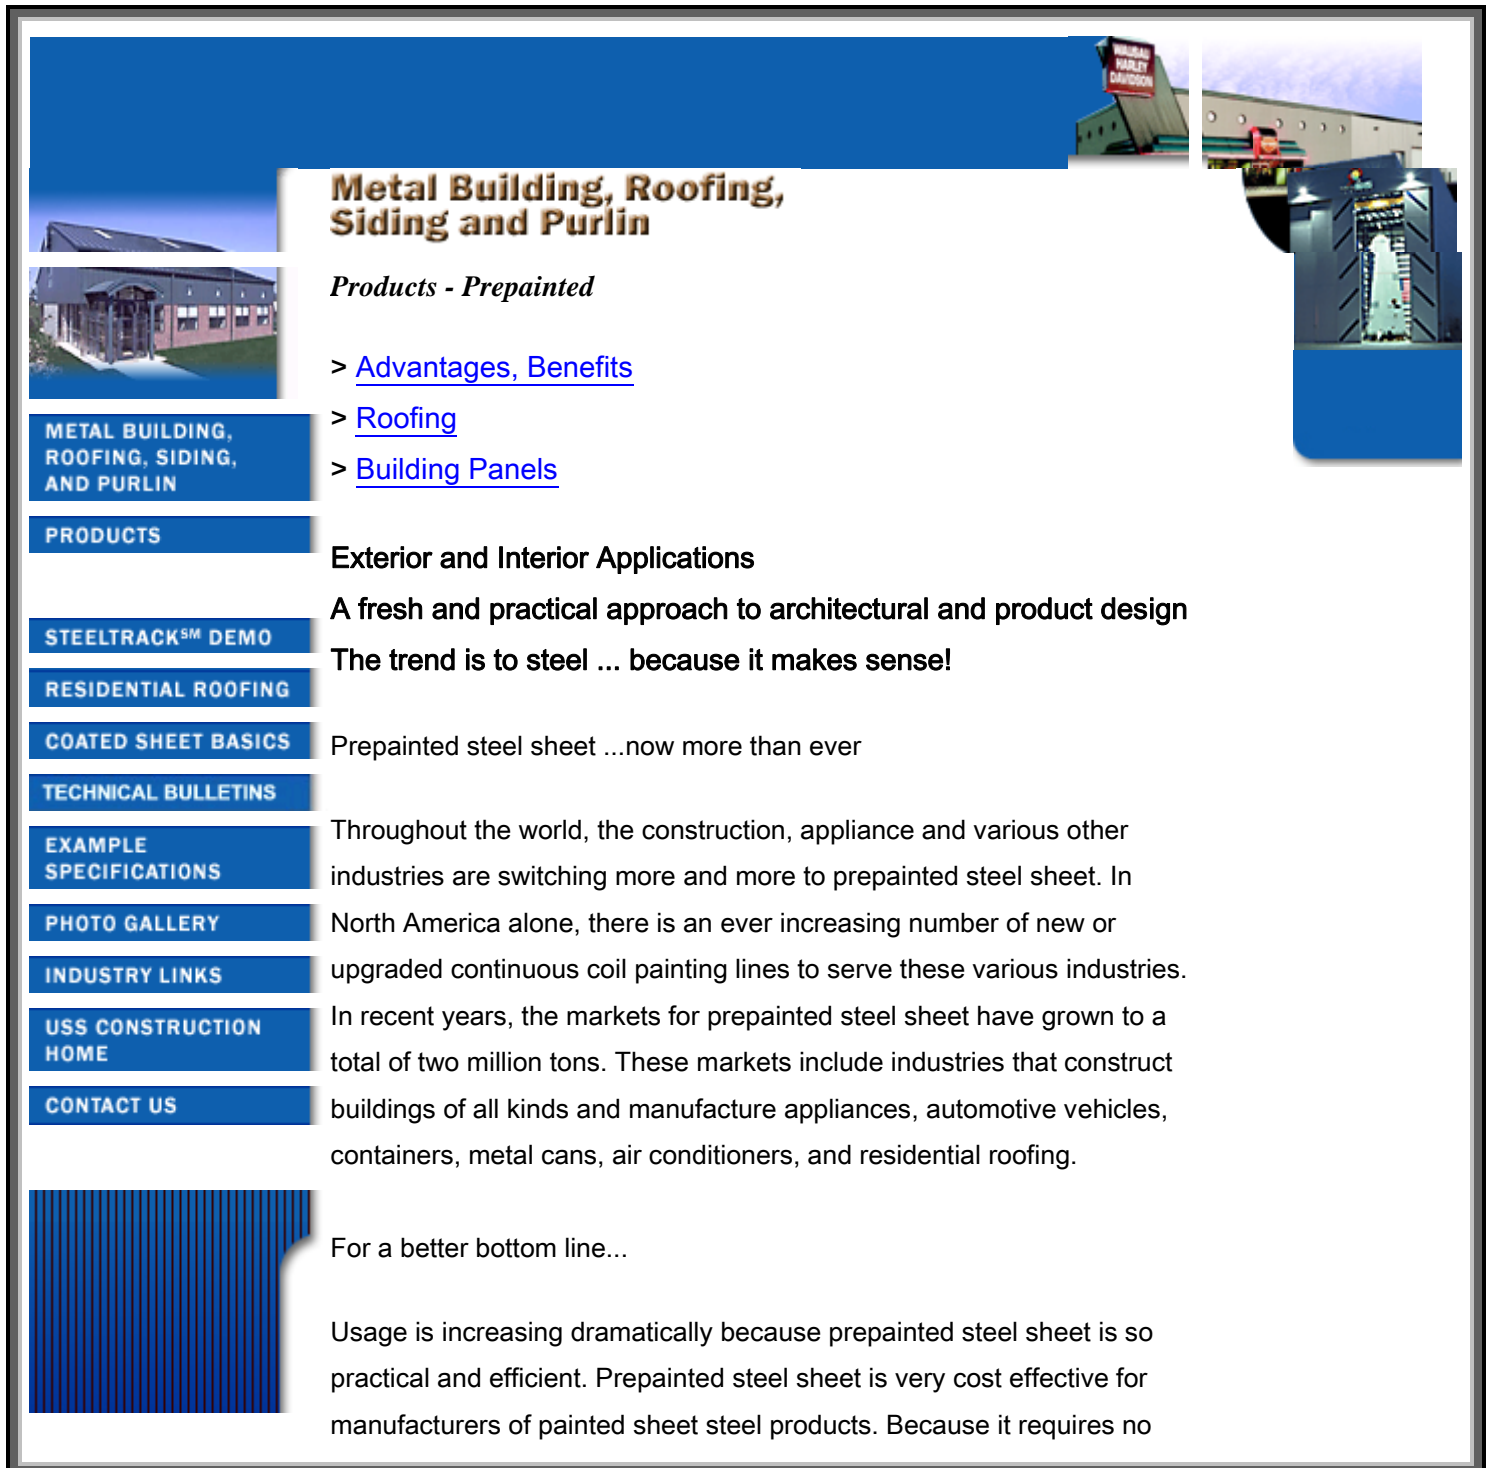 WAUSAU
HARLEY
DAVIDSON
Metal Building, Roofing,
Siding and Purlin
Products - Prepainted
> Advantages, Benefits
> Roofing
> Building Panels
METAL BUILDING,
ROOFING, SIDING,
AND PURLIN
PRODUCTS
STEELTRACK℠ DEMO
RESIDENTIAL ROOFING
COATED SHEET BASICS
TECHNICAL BULLETINS
EXAMPLE
SPECIFICATIONS
PHOTO GALLERY
INDUSTRY LINKS
USS CONSTRUCTION
HOME
CONTACT US
Exterior and Interior Applications
A fresh and practical approach to architectural and product design
The trend is to steel ... because it makes sense!
Prepainted steel sheet ...now more than ever
Throughout the world, the construction, appliance and various other
industries are switching more and more to prepainted steel sheet. In
North America alone, there is an ever increasing number of new or
upgraded continuous coil painting lines to serve these various industries.
In recent years, the markets for prepainted steel sheet have grown to a
total of two million tons. These markets include industries that construct
buildings of all kinds and manufacture appliances, automotive vehicles,
containers, metal cans, air conditioners, and residential roofing.
For a better bottom line...
Usage is increasing dramatically because prepainted steel sheet is so
practical and efficient. Prepainted steel sheet is very cost effective for
manufacturers of painted sheet steel products. Because it requires no